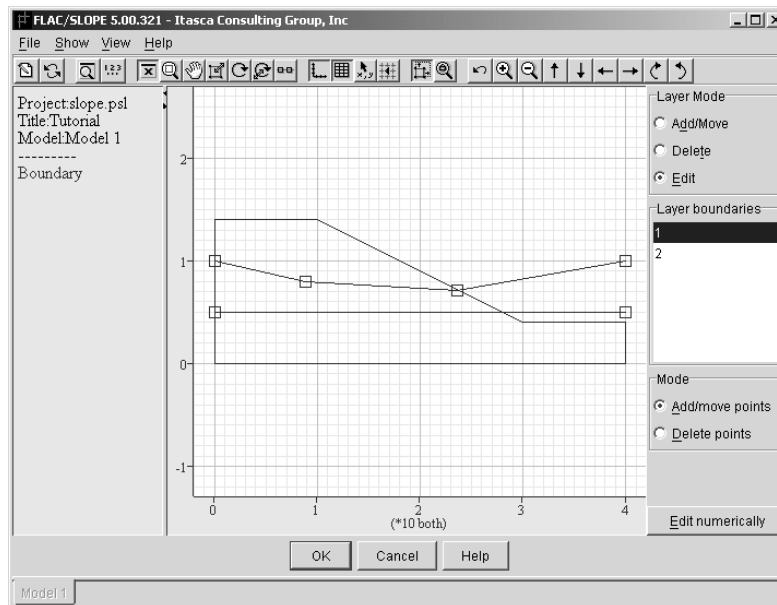 FLAC/SLOPE 5.00.321 - Itasca Consulting Group, Inc
File Show View Help
Project:slope.psl
Title:Tutorial
Model:Model 1
---------
Boundary
2
1
0
-1
0 1 2 3 4
(*10 both)
Layer Mode
Add/Move
Delete
Edit
Layer boundaries
1
2
Mode
Add/move points
Delete points
Edit numerically
OK Cancel Help
Model 1